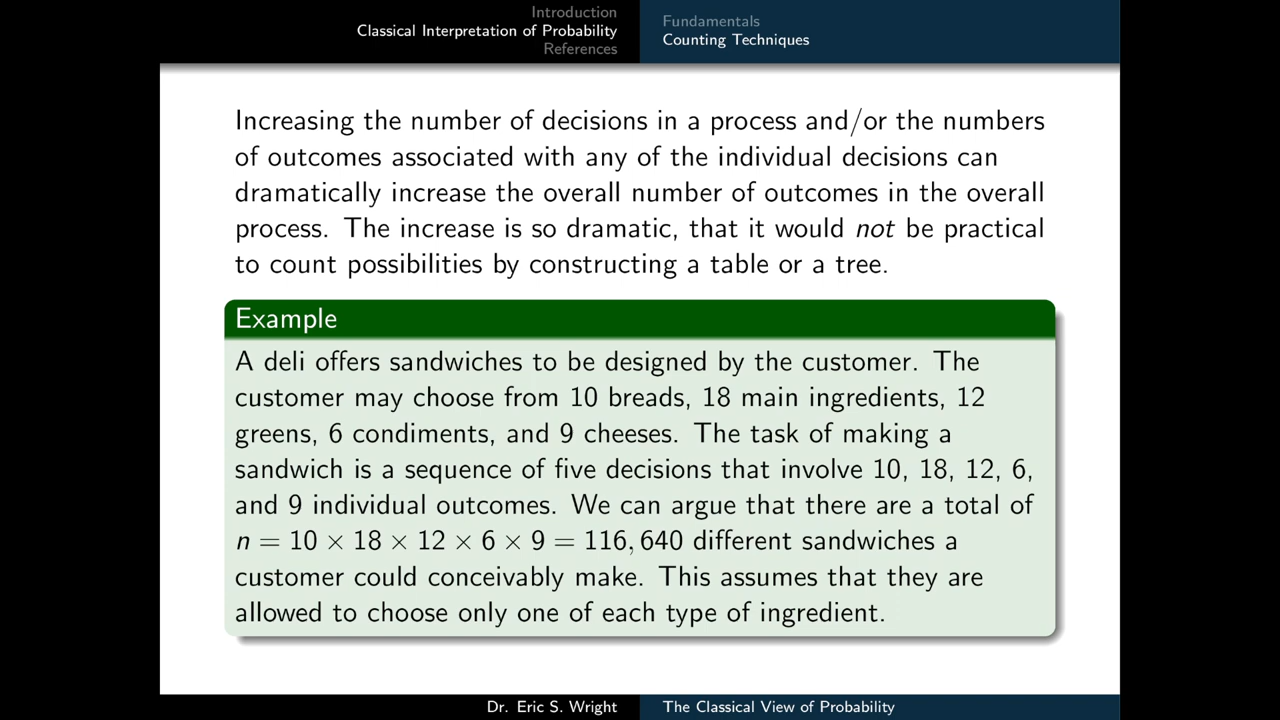 Introduction
Classical Interpretation of Probability
References
Fundamentals
Counting Techniques
Increasing the number of decisions in a process and/or the numbers
of outcomes associated with any of the individual decisions can
dramatically increase the overall number of outcomes in the overall
process. The increase is so dramatic, that it would not be practical
to count possibilities by constructing a table or a tree.
Example
A deli offers sandwiches to be designed by the customer. The
customer may choose from 10 breads, 18 main ingredients, 12
greens, 6 condiments, and 9 cheeses. The task of making a
sandwich is a sequence of five decisions that involve 10, 18, 12, 6,
and 9 individual outcomes. We can argue that there are a total of
n = 10 × 18 × 12 × 6 × 9 = 116, 640 different sandwiches a
customer could conceivably make. This assumes that they are
allowed to choose only one of each type of ingredient.
Dr. Eric S. Wright
The Classical View of Probability